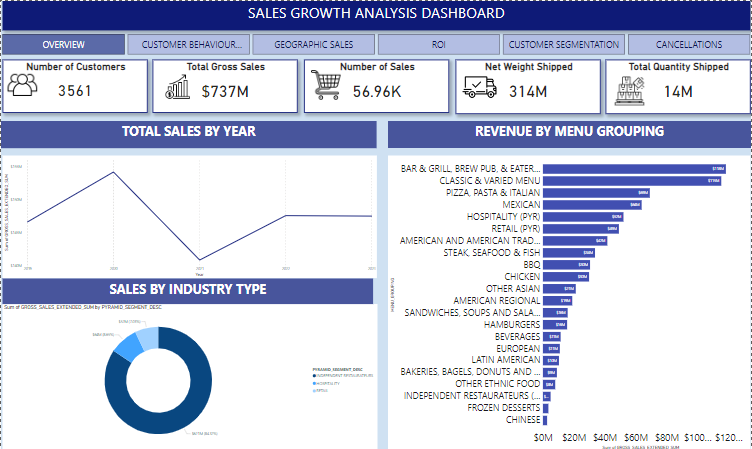 SALES GROWTH ANALYSIS DASHBOARD
OVERVIEW
CUSTOMER BEHAVIOUR...
GEOGRAPHIC SALES
ROI
CUSTOMER SEGMENTATION
CANCELLATIONS
Number of Customers
3561
Total Gross Sales
$737M
Number of Sales
56.96K
Net Weight Shipped
314M
Total Quantity Shipped
14M
TOTAL SALES BY YEAR
Sum of GROSS_SALES_EXTENDED_SUM
Year
SALES BY INDUSTRY TYPE
Sum of GROSS_SALES_EXTENDED_SUM by PYRAMID_SEGMENT_DESC
PYRAMID_SEGMENT_DESC
INDEPENDENT RESTAURATEURS
HOSPITALITY
RETAIL
REVENUE BY MENU GROUPING
MENU GROUPING
BAR & GRILL, BREW PUB, & EATER...
CLASSIC & VARIED MENU
PIZZA, PASTA & ITALIAN
MEXICAN
HOSPITALITY (PYR)
RETAIL (PYR)
AMERICAN AND AMERICAN TRAD...
STEAK, SEAFOOD & FISH
BBQ
CHICKEN
OTHER ASIAN
AMERICAN REGIONAL
SANDWICHES, SOUPS AND SALA...
HAMBURGERS
BEVERAGES
EUROPEAN
LATIN AMERICAN
BAKERIES, BAGELS, DONUTS AND ...
OTHER ETHNIC FOOD
INDEPENDENT RESTAURATEURS (...
FROZEN DESSERTS
CHINESE
$0M $20M $40M $60M $80M $100... $120...
Sum of GROSS_SALES_EXTENDED_SUM